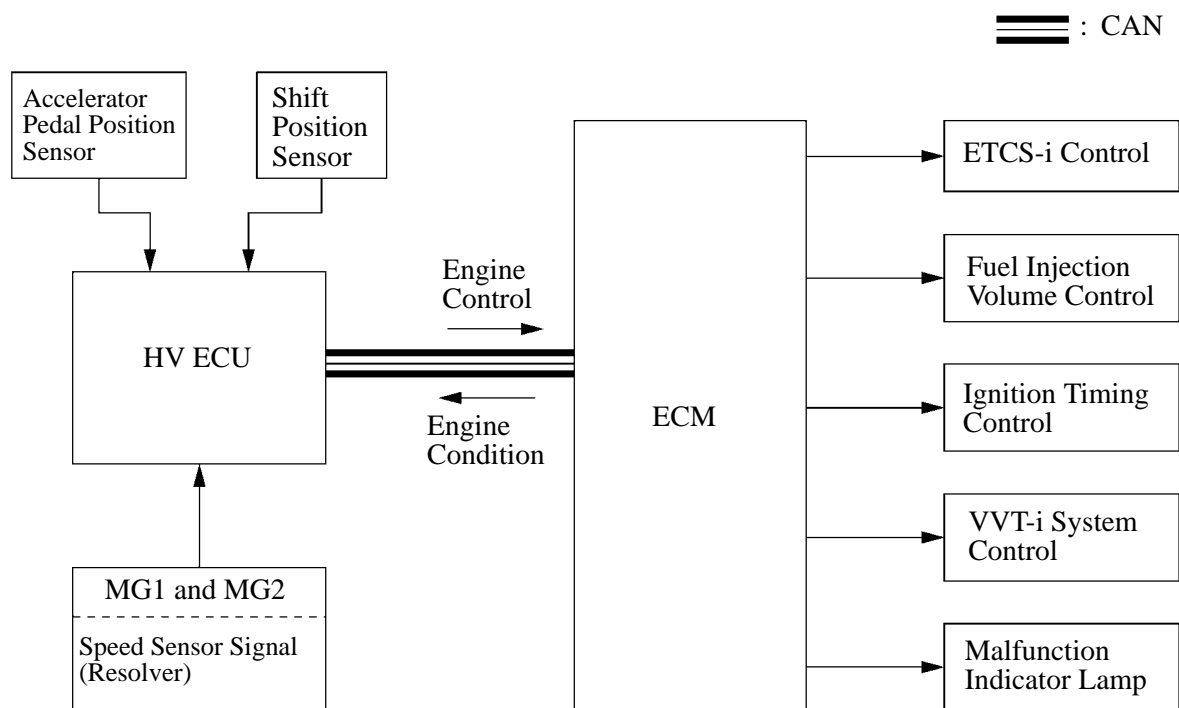 : CAN
Accelerator
Pedal Position
Sensor
Shift
Position
Sensor
HV ECU
Engine
Control
Engine
Condition
MG1 and MG2
Speed Sensor Signal
(Resolver)
ECM
ETCS-i Control
Fuel Injection
Volume Control
Ignition Timing
Control
VVT-i System
Control
Malfunction
Indicator Lamp